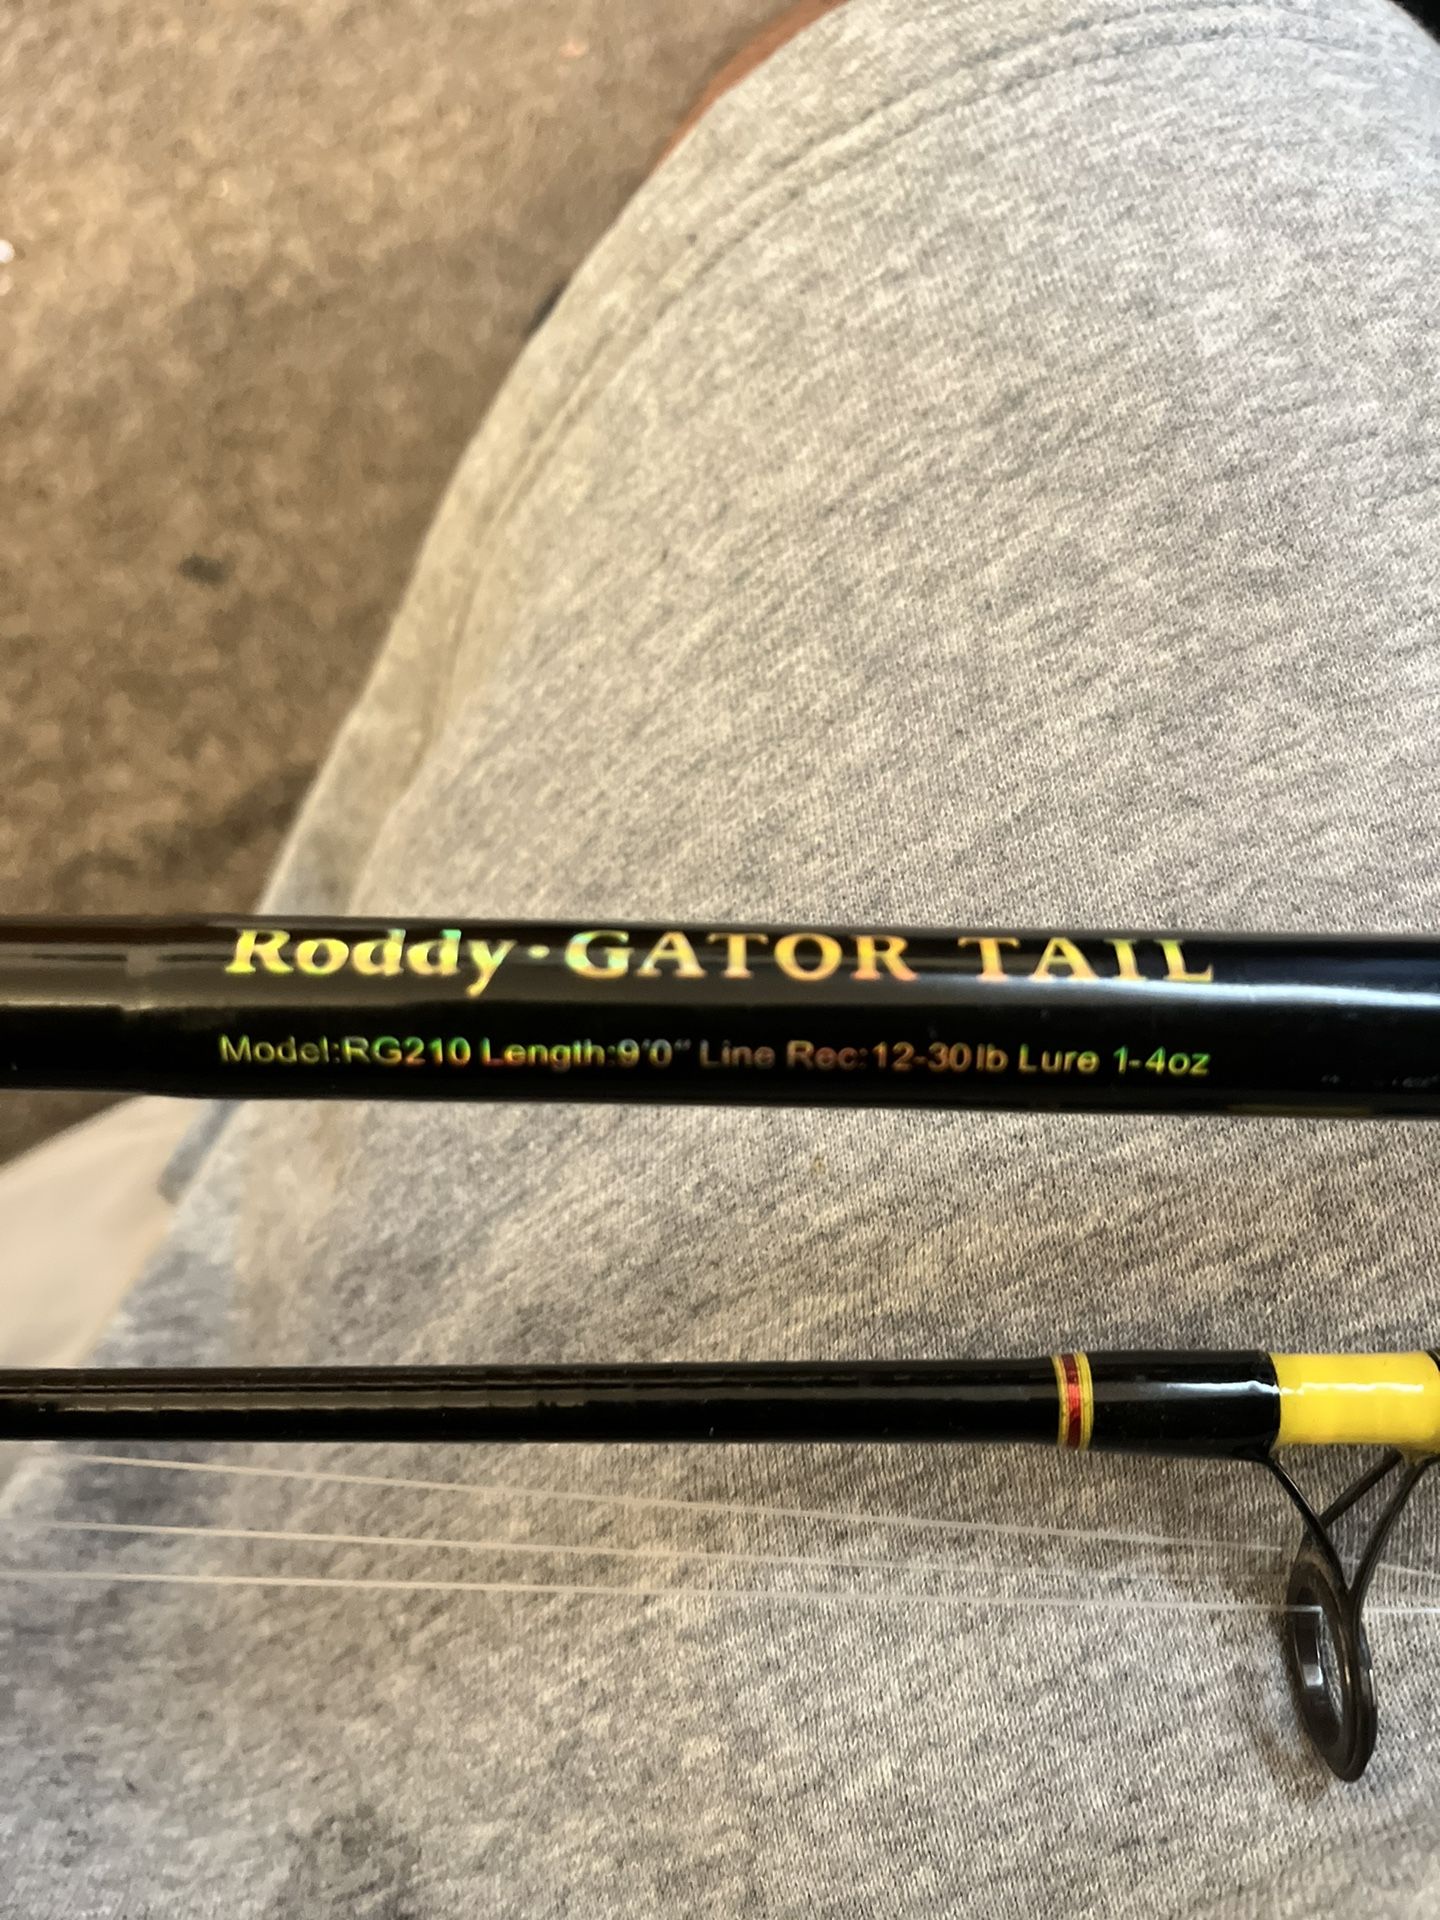 Roddy·GATOR TAIL
Model:RG210 Length:9'0" Line Rec:12-30lb Lure 1-4oz